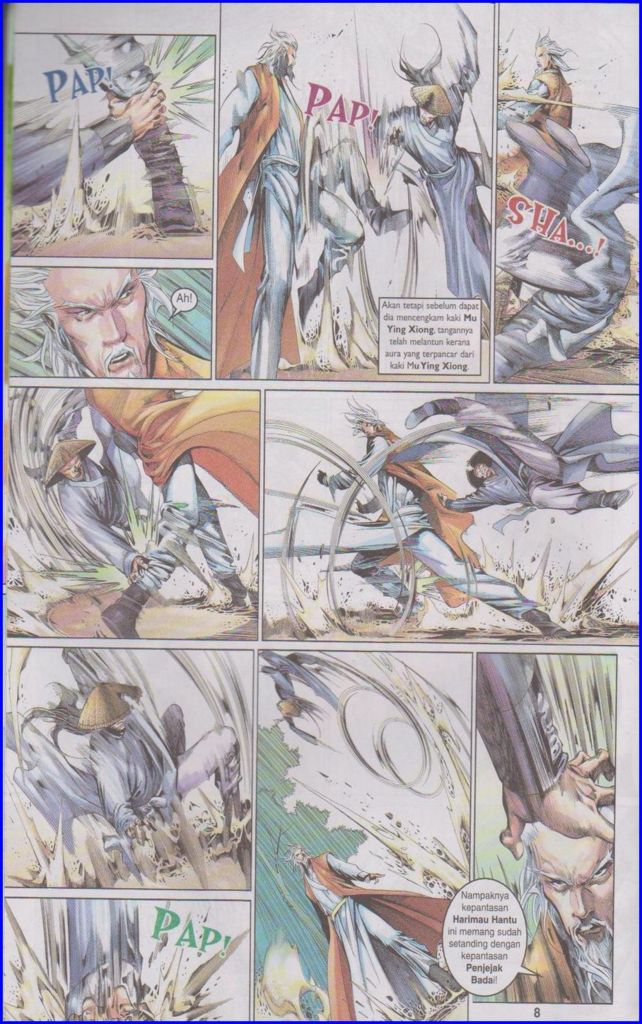 PAP!
PAP!
SHA...!
Ah!
Akan tetapi sebelum dapat
dia mencengkam kaki Mu
Ying Xiong, tangannya
telah melantun kerana
aura yang terpancar dari
kaki Mu Ying Xiong.
PAP!
Nampaknya
kepantasan
Harimau Hantu
ini memang sudah
setanding dengan
kepantasan
Penjejak
Badai!
8